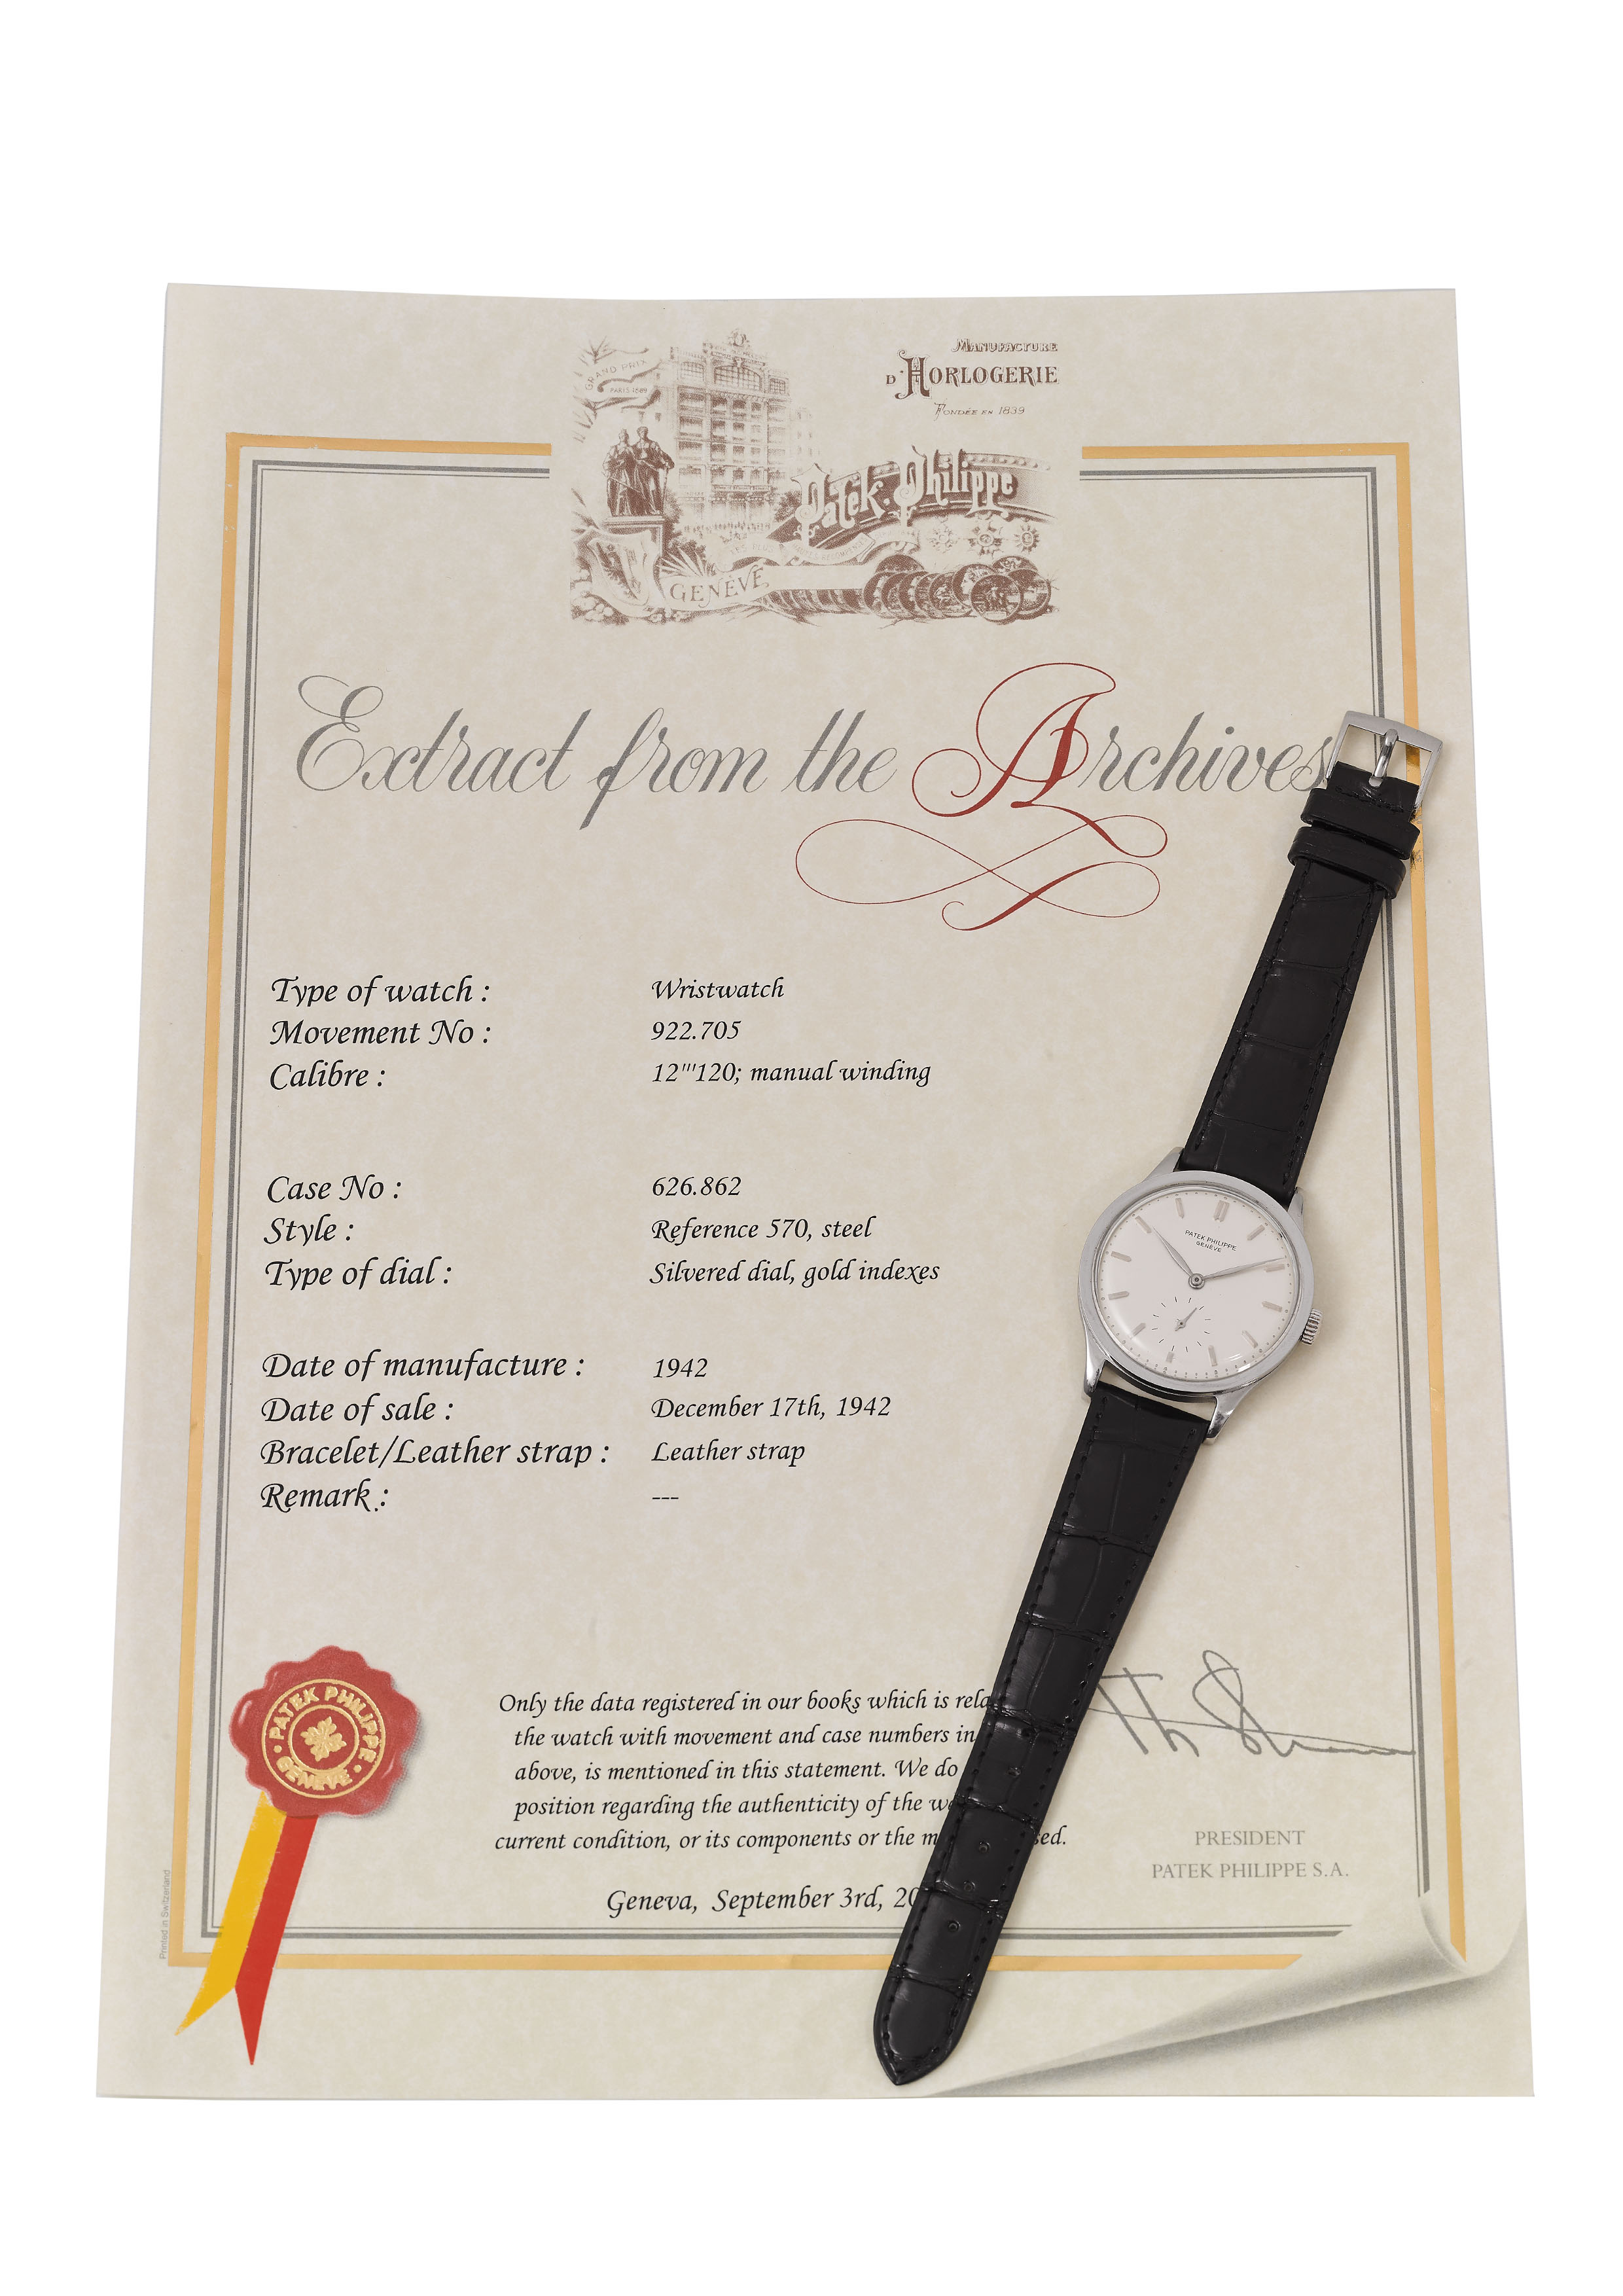 MANUFACTURE
D'HORLOGERIE
FONDÉE EN 1839
GRAND PRIX
PARIS 1889
Patek, Philippe
GENÈVE
Extract from the Archives
Type of watch : Wristwatch
Movement No : 922.705
Calibre : 12'''120; manual winding
Case No : 626.862
Style : Reference 570, steel
Type of dial : Silvered dial, gold indexes
Date of manufacture : 1942
Date of sale : December 17th, 1942
Bracelet/Leather strap : Leather strap
Remark : ---
PATEK PHILIPPE
GENÈVE
PATEK PHILIPPE
GENÈVE
Only the data registered in our books which is rela
the watch with movement and case numbers in
above, is mentioned in this statement. We do
position regarding the authenticity of the w
current condition, or its components or the m sed.
Geneva, September 3rd, 20
PRESIDENT
PATEK PHILIPPE S.A.
Printed in Switzerland